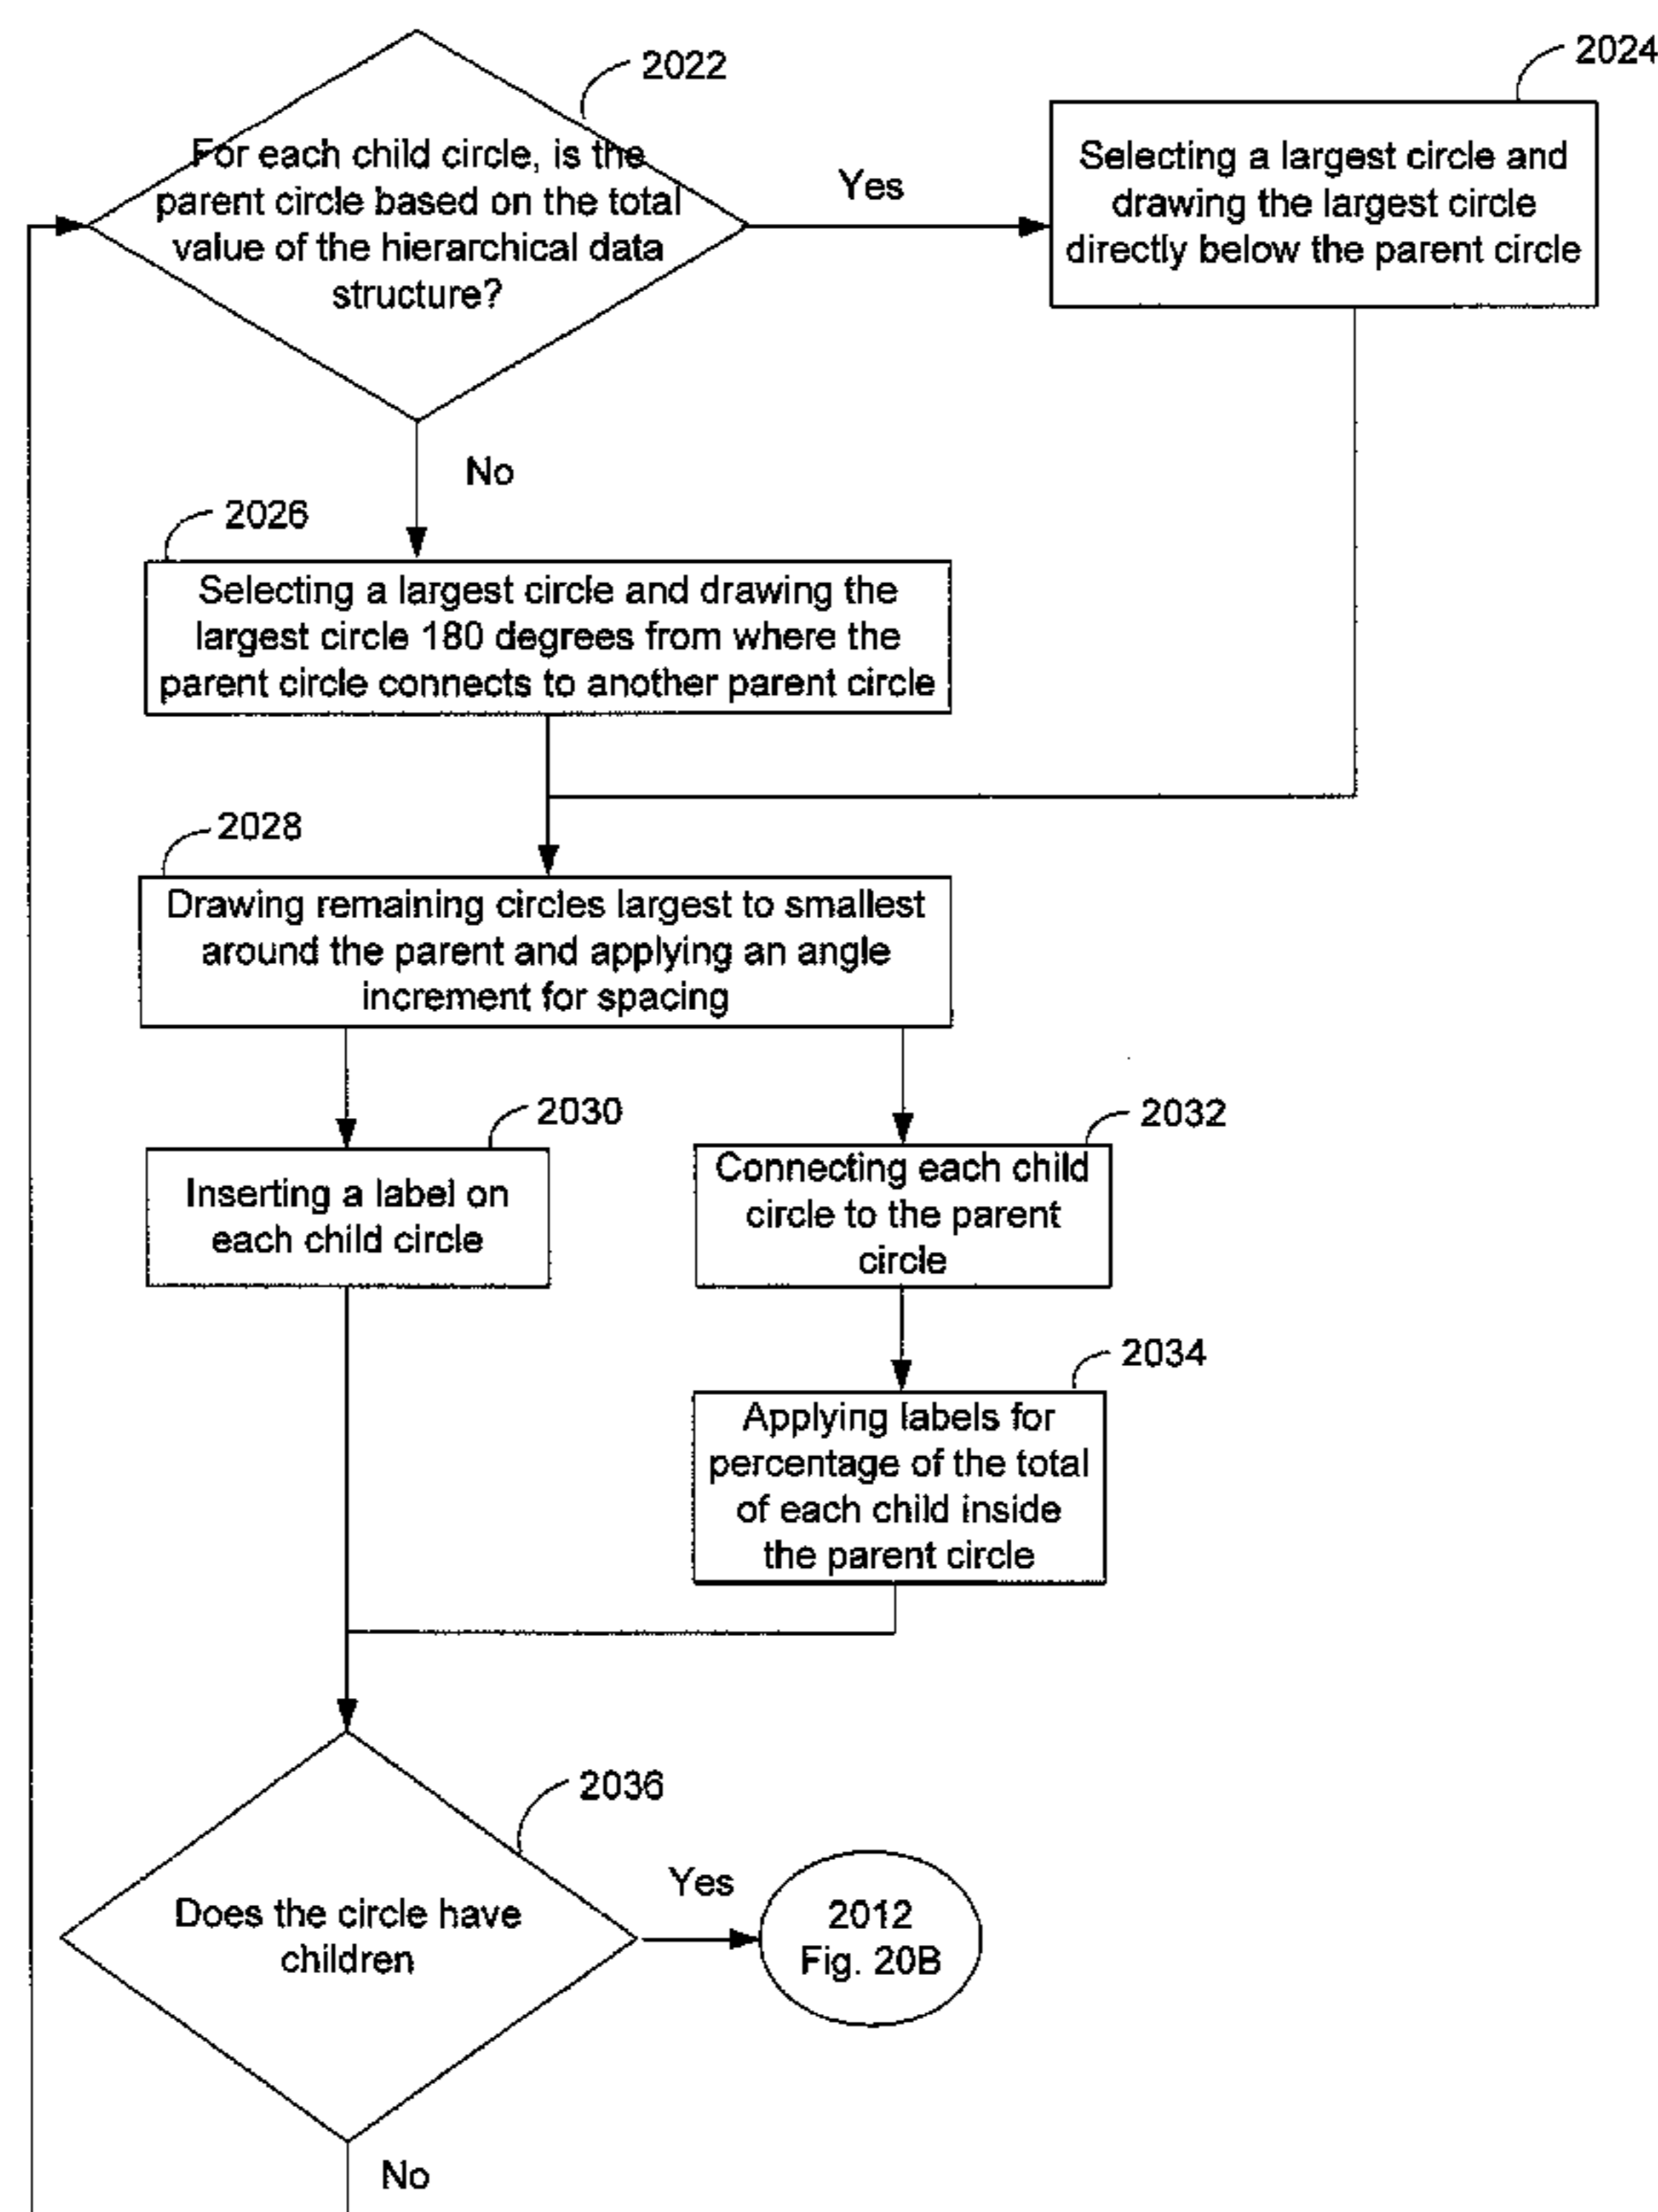 2022
For each child circle, is the
parent circle based on the total
value of the hierarchical data
structure?
Yes
2024
Selecting a largest circle and
drawing the largest circle
directly below the parent circle
No
2026
Selecting a largest circle and drawing the
largest circle 180 degrees from where the
parent circle connects to another parent circle
2028
Drawing remaining circles largest to smallest
around the parent and applying an angle
increment for spacing
2030
Inserting a label on
each child circle
2032
Connecting each child
circle to the parent
circle
2034
Applying labels for
percentage of the total
of each child inside
the parent circle
2036
Does the circle have
children
Yes
2012
Fig. 20B
No